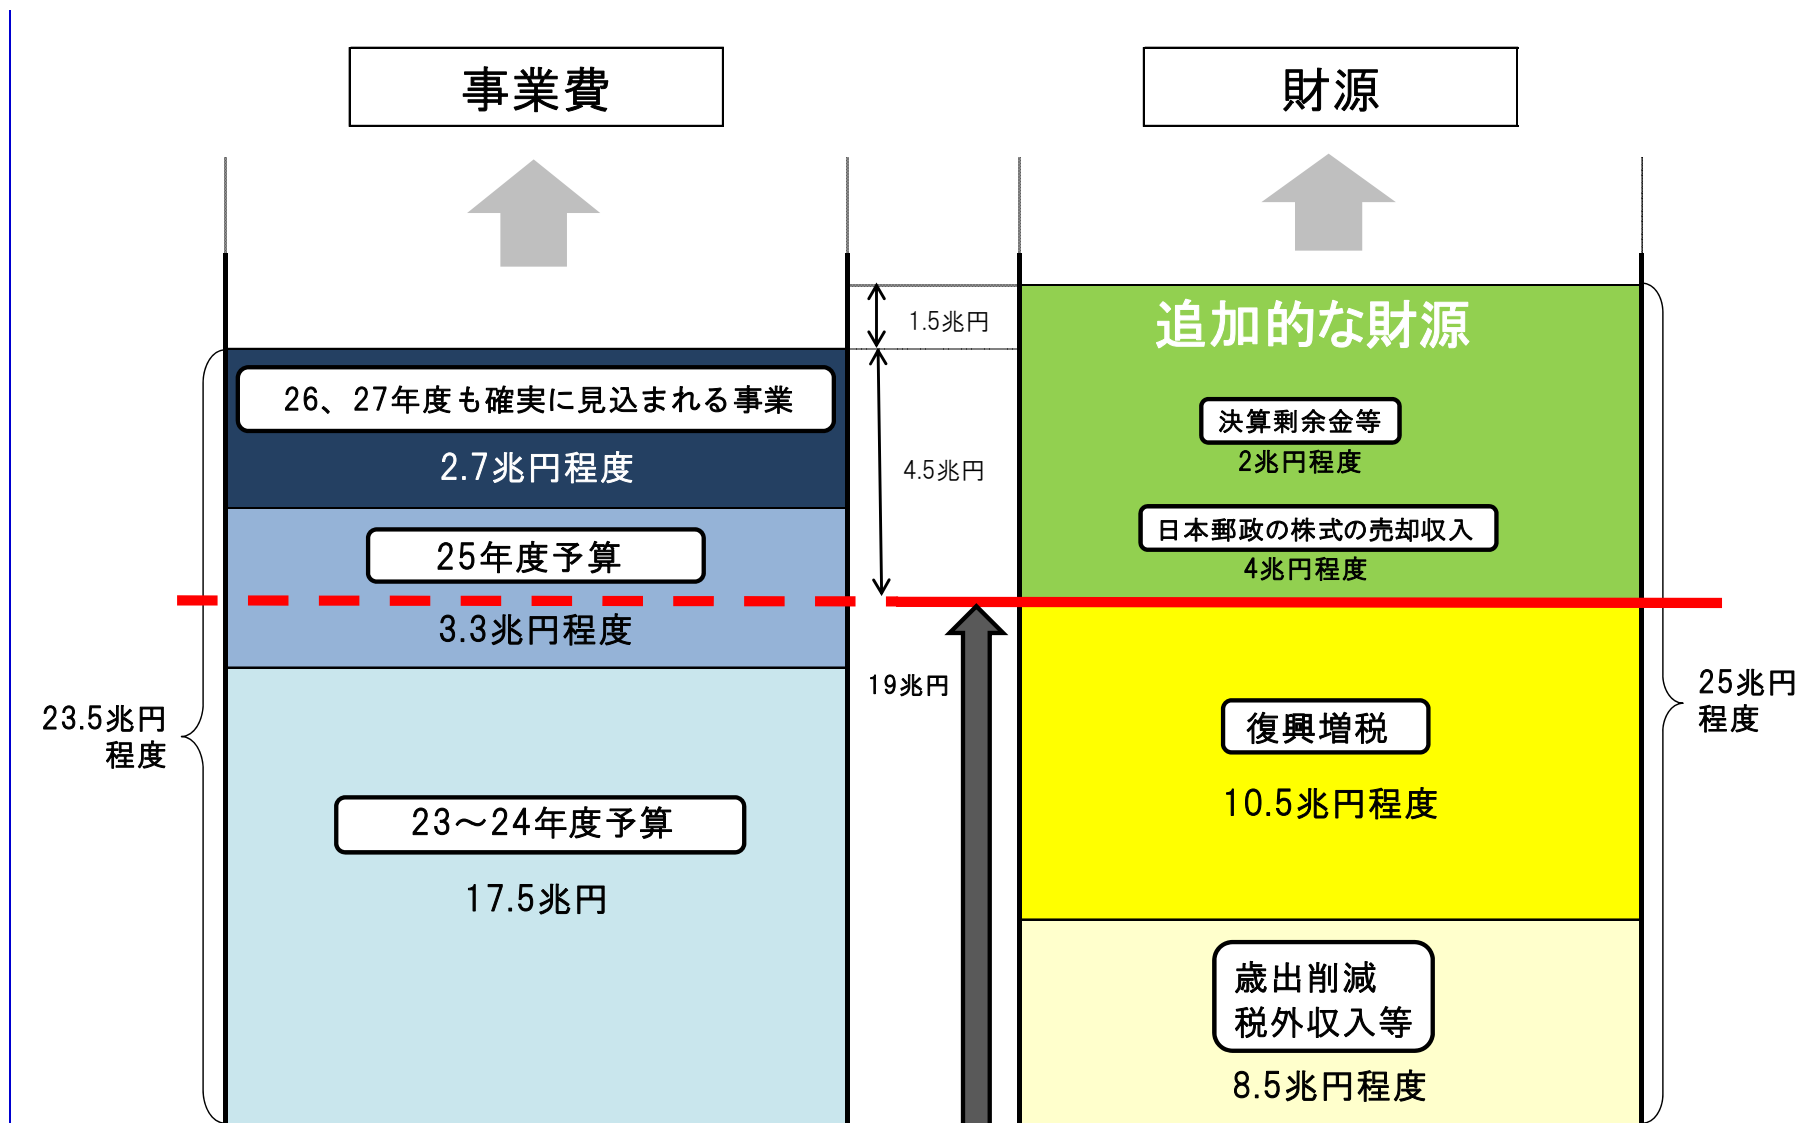 事業費
財源
1.5兆円
追加的な財源
26、27年度も確実に見込まれる事業
2.7兆円程度
4.5兆円
決算剰余金等
2兆円程度
日本郵政の株式の売却収入
4兆円程度
25年度予算
3.3兆円程度
19兆円
23.5兆円
程度
25兆円
程度
復興増税
10.5兆円程度
23～24年度予算
17.5兆円
歳出削減
税外収入等
8.5兆円程度